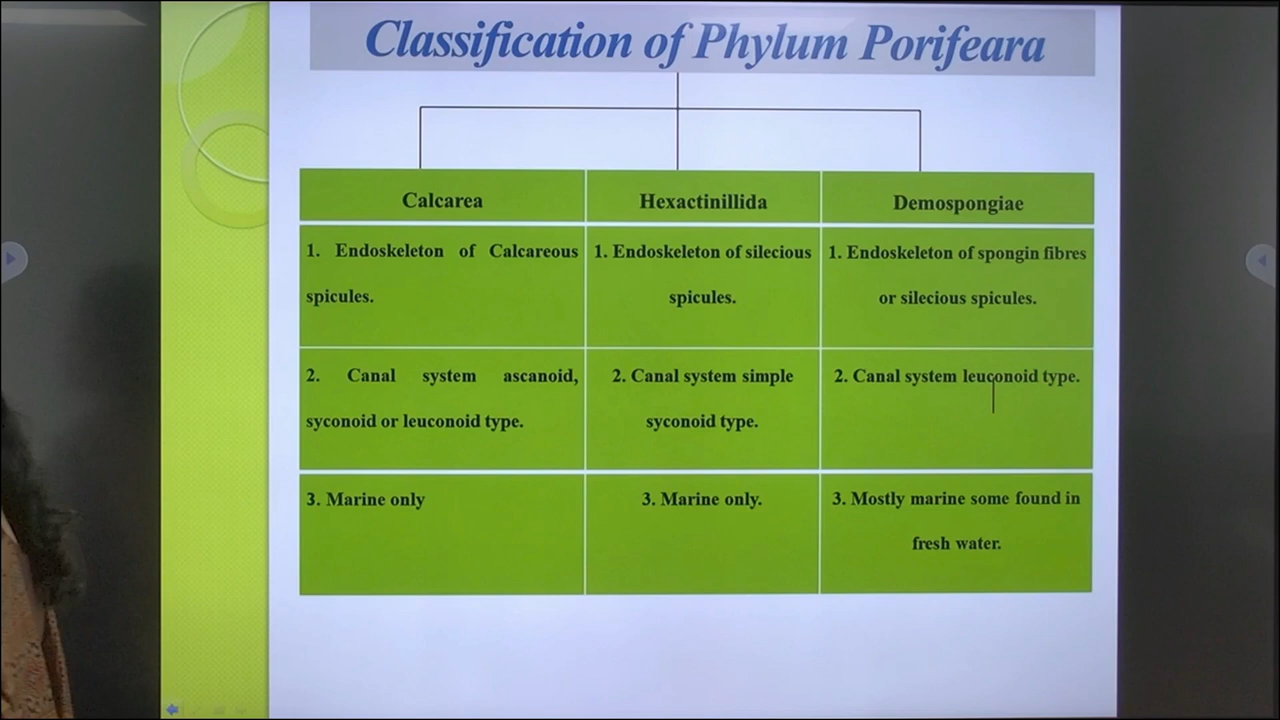 Classification of Phylum Porifeara
Calcarea
Hexactinillida
Demospongiae
1. Endoskeleton of Calcareous
spicules.
1. Endoskeleton of silecious
spicules.
1. Endoskeleton of spongin fibres
or silecious spicules.
2. Canal system ascanoid,
syconoid or leuconoid type.
2. Canal system simple
syconoid type.
2. Canal system leuconoid type.
3. Marine only
3. Marine only.
3. Mostly marine some found in
fresh water.